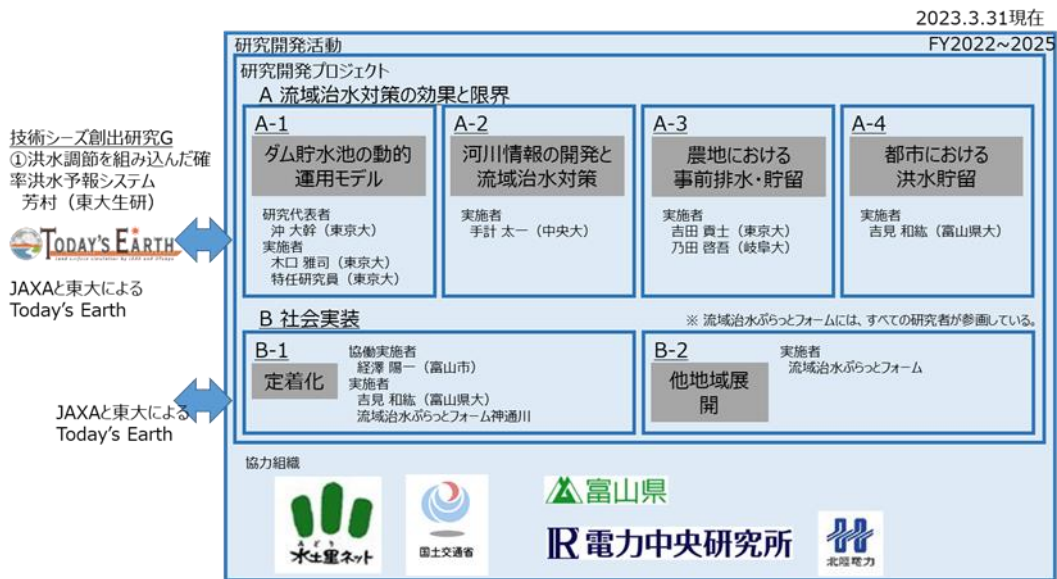 2023.3.31現在
研究開発活動
FY2022~2025
研究開発プロジェクト
A 流域治水対策の効果と限界
技術シーズ創出研究G
①洪水調節を組み込んだ確
率洪水予報システム
芳村（東大生研）
TODAY'S EARTH
JAXAと東大による
Today's Earth
A-1
ダム貯水池の動的
運用モデル
研究代表者
沖 大幹（東京大）
実施者
木口 雅司（東京大）
特任研究員（東京大）
A-2
河川情報の開発と
流域治水対策
実施者
手計 太一（中央大）
A-3
農地における
事前排水・貯留
実施者
吉田 貢士（東京大）
乃田 啓吾（岐阜大）
A-4
都市における
洪水貯留
実施者
吉見 和紘（富山県大）
B 社会実装
※ 流域治水ぷらっとフォームには、すべての研究者が参画している。
JAXAと東大による
Today's Earth
B-1
定着化
協働実施者
経澤 陽一（富山市）
実施者
吉見 和紘（富山県大）
流域治水ぷらっとフォーム神通川
B-2
他地域展
開
実施者
流域治水ぷらっとフォーム
協力組織
みどり
水土里ネット
国土交通省
富山県
電力中央研究所
北陸電力